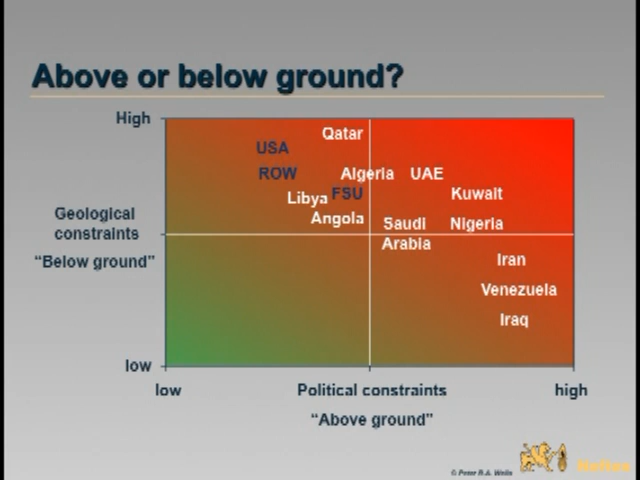 Above or below ground?
High
Qatar
USA
ROW
Algeria
UAE
Libya
FSU
Kuwait
Geological
constraints
Angola
Saudi
Arabia
Nigeria
"Below ground"
Iran
Venezuela
Iraq
low
low
Political constraints
high
"Above ground"
© Peter R.A. Wells